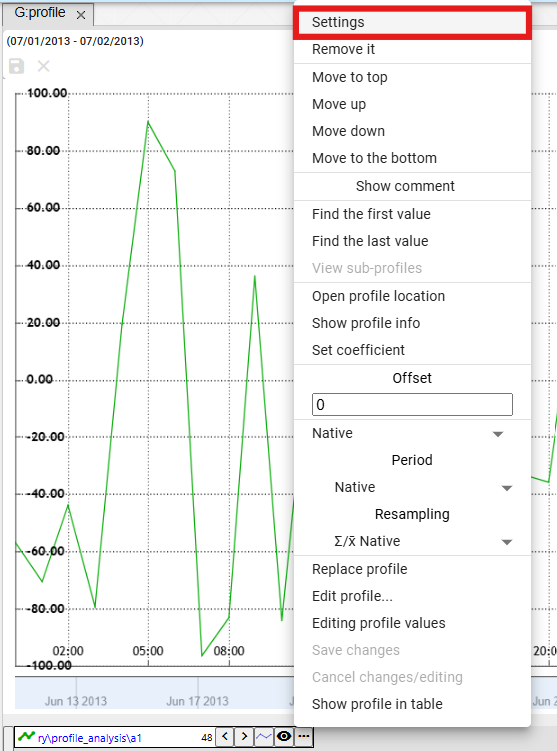 G:profile
(07/01/2013 - 07/02/2013)
100.00
80.00
60.00
40.00
20.00
0.00
-20.00
-40.00
-60.00
-80.00
-100.00
02:00 05:00 08:00 20:0
Jun 13 2013 Jun 17 2013 Jun 2
ry\profile_analysis\a1 48
Settings
Remove it
Move to top
Move up
Move down
Move to the bottom
Show comment
Find the first value
Find the last value
View sub-profiles
Open profile location
Show profile info
Set coefficient
Offset
0
Native
Period
Native
Resampling
Σ/x̄ Native
Replace profile
Edit profile...
Editing profile values
Save changes
Cancel changes/editing
Show profile in table